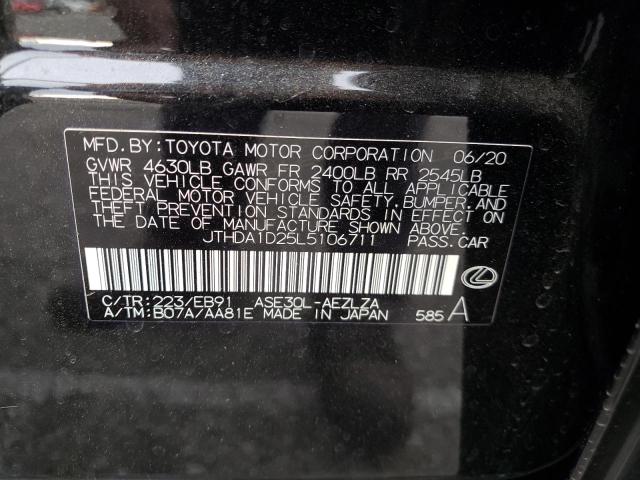 MFD. BY: TOYOTA MOTOR CORPORATION 06/20
GVWR 4630LB GAWR FR 2400LB RR 2545LB
THIS VEHICLE CONFORMS TO ALL APPLICABLE
FEDERAL MOTOR VEHICLE SAFETY, BUMPER, AND
THEFT PREVENTION STANDARDS IN EFFECT ON
THE DATE OF MANUFACTURE SHOWN ABOVE.
JTHDA1D25L5106711 PASS. CAR
C/TR: 223/EB91 ASE30L-AEZLZA
A/TM: B07A/AA81E MADE IN JAPAN 585 A